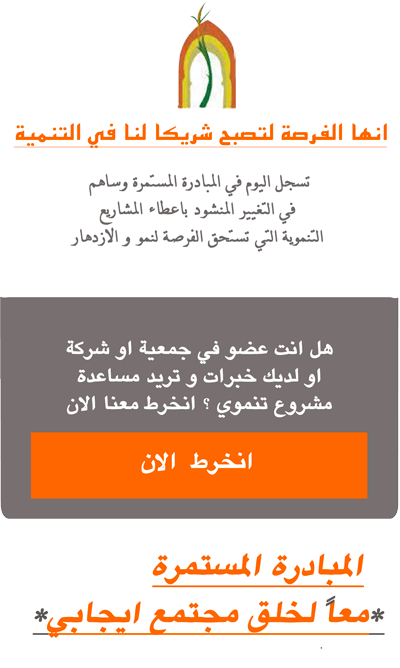 انها الفرصة لتصبح شريكا لنا في التنمية
تسجل اليوم في المبادرة المستمرة وساهم
في التغيير المنشود باعطاء المشاريع
التنموية التي تستحق الفرصة لنمو و الازدهار
هل انت عضو في جمعية او شركة
او لديك خبرات و تريد مساعدة
مشروع تنموي ؟ انخرط معنا الان
انخرط الان
المبادرة المستمرة
*معاً لخلق مجتمع ايجابي*